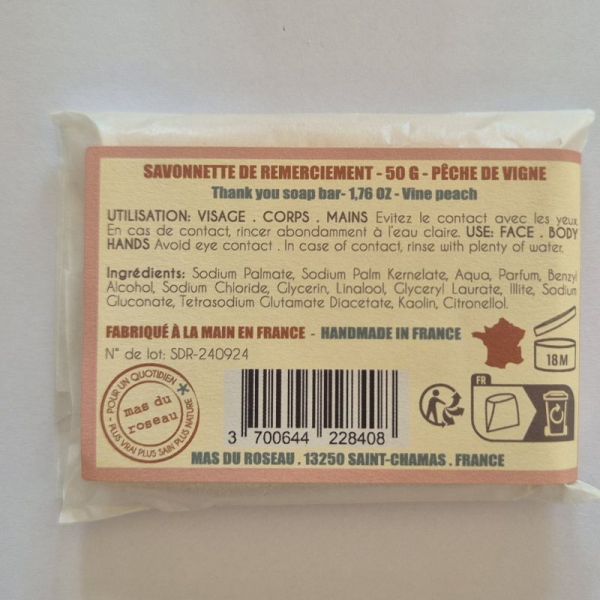 SAVONNETTE DE REMERCIEMENT - 50 G - PÊCHE DE VIGNE
Thank you soap bar- 1,76 OZ - Vine peach
UTILISATION: VISAGE . CORPS . MAINS Evitez le contact avec les yeux.
En cas de contact, rincer abondamment à l'eau claire. USE: FACE . BODY
HANDS Avoid eye contact . In case of contact, rinse with plenty of water.
Ingrédients: Sodium Palmate, Sodium Palm Kernelate, Aqua, Parfum, Benzyl
Alcohol, Sodium Chloride, Glycerin, Linalool, Glyceryl Laurate, Illite, Sodium
Gluconate, Tetrasodium Glutamate Diacetate, Kaolin, Citronellol.
FABRIQUÉ À LA MAIN EN FRANCE - HANDMADE IN FRANCE
N° de lot: SDR-240924
18 M
POUR UN QUOTIDIEN
mas du
roseau
PLUS VRAI PLUS SAIN PLUS NATURE
FR
3 700644 228408
MAS DU ROSEAU . 13250 SAINT-CHAMAS . FRANCE